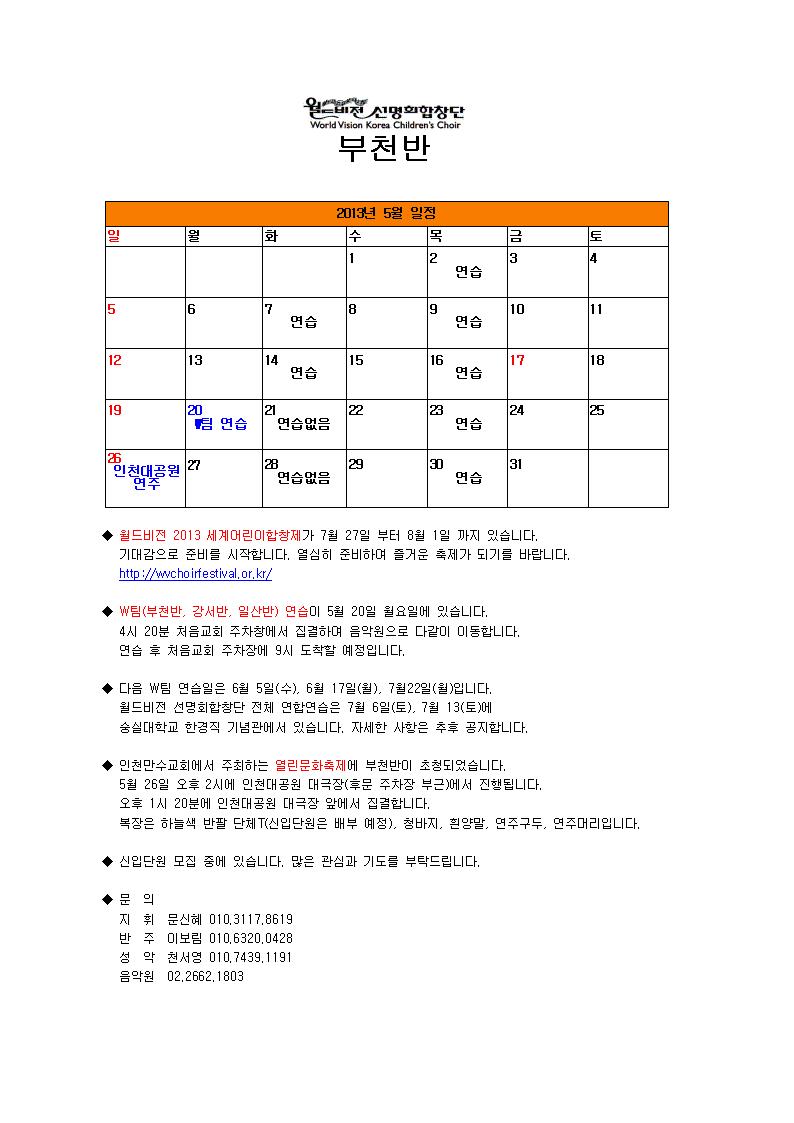 월드비전 선명회합창단
World Vision Korea Children's Choir
부천반
2013년 5월 일정
일 월 화 수 목 금 토
1 2 3 4
연습
5 6 7 8 9 10 11
연습 연습
12 13 14 15 16 17 18
연습 연습
19 20 21 22 23 24 25
W팀 연습 연습없음 연습
26 27 28 29 30 31
인천대공원 연주 연습없음 연습
◆ 월드비전 2013 세계어린이합창제가 7월 27일 부터 8월 1일 까지 있습니다.
기대감으로 준비를 시작합니다. 열심히 준비하여 즐거운 축제가 되기를 바랍니다.
http://wvchoirfestival.or.kr/
◆ W팀(부천반, 강서반, 일산반) 연습이 5월 20일 월요일에 있습니다.
4시 20분 처음교회 주차창에서 집결하여 음악원으로 다같이 이동합니다.
연습 후 처음교회 주차장에 9시 도착할 예정입니다.
◆ 다음 W팀 연습일은 6월 5일(수), 6월 17일(월), 7월22일(월)입니다.
월드비전 선명회합창단 전체 연합연습은 7월 6일(토), 7월 13(토)에
숭실대학교 한경직 기념관에서 있습니다. 자세한 사항은 추후 공지합니다.
◆ 인천만수교회에서 주최하는 열린문화축제에 부천반이 초청되었습니다.
5월 26일 오후 2시에 인천대공원 대극장(후문 주차장 부근)에서 진행됩니다.
오후 1시 20분에 인천대공원 대극장 앞에서 집결합니다.
복장은 하늘색 반팔 단체T(신입단원은 배부 예정), 청바지, 흰양말, 연주구두, 연주머리입니다.
◆ 신입단원 모집 중에 있습니다. 많은 관심과 기도를 부탁드립니다.
◆ 문 의
지 휘 문신혜 010.3117.8619
반 주 이보림 010.6320.0428
성 악 천서영 010.7439.1191
음악원 02.2662.1803